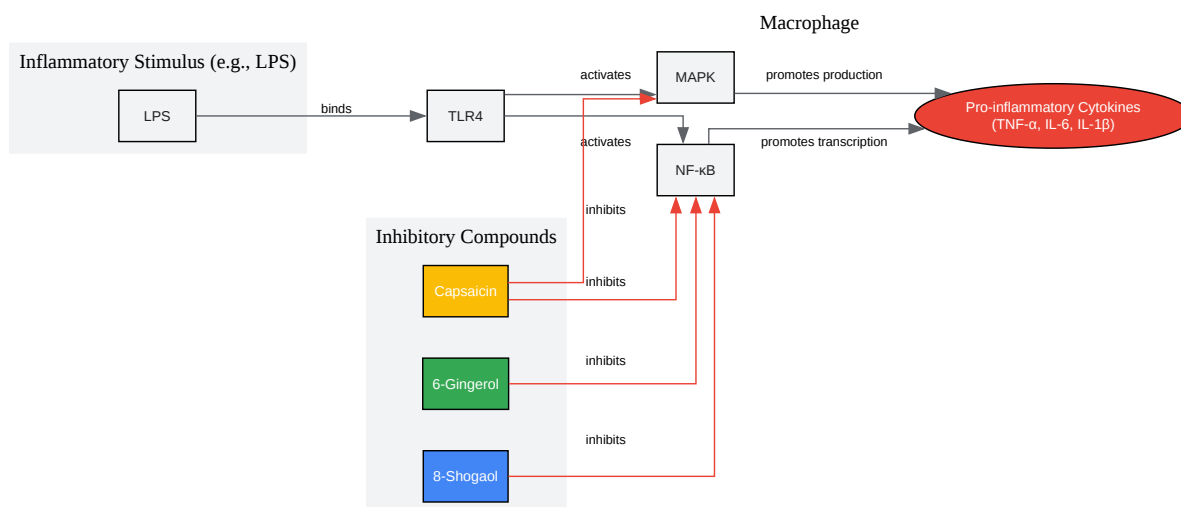 Macrophage
Inflammatory Stimulus (e.g., LPS)
LPS
binds
TLR4
activates
activates
MAPK
NF-κB
promotes production
promotes transcription
Pro-inflammatory Cytokines
(TNF-α, IL-6, IL-1β)
Inhibitory Compounds
Capsaicin
inhibits
inhibits
6-Gingerol
inhibits
8-Shogaol
inhibits